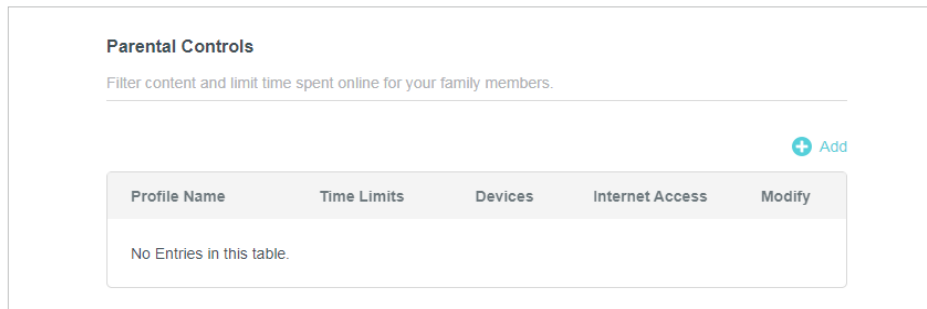 Parental Controls
Filter content and limit time spent online for your family members.
Add
Profile Name Time Limits Devices Internet Access Modify
No Entries in this table.